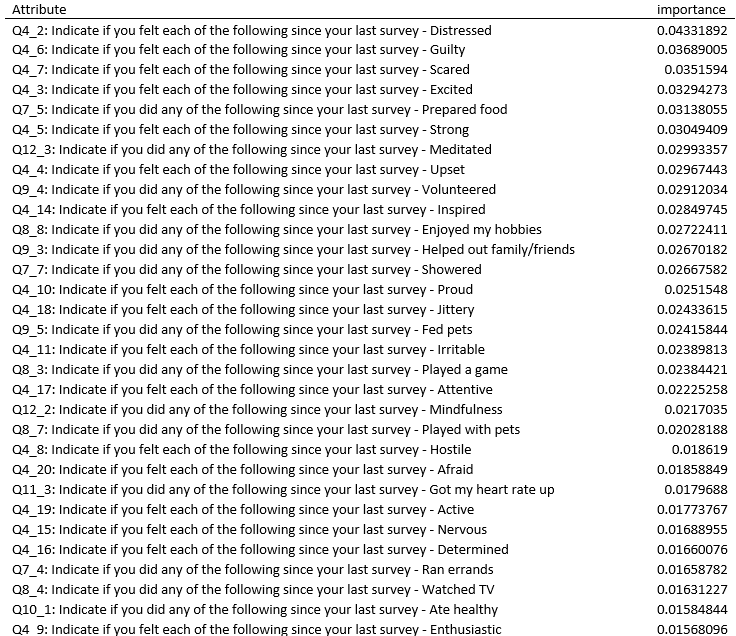 Attribute importance
Q4_2: Indicate if you felt each of the following since your last survey - Distressed 0.04331892
Q4_6: Indicate if you felt each of the following since your last survey - Guilty 0.03689005
Q4_7: Indicate if you felt each of the following since your last survey - Scared 0.0351594
Q4_3: Indicate if you felt each of the following since your last survey - Excited 0.03294273
Q7_5: Indicate if you did any of the following since your last survey - Prepared food 0.03138055
Q4_5: Indicate if you felt each of the following since your last survey - Strong 0.03049409
Q12_3: Indicate if you did any of the following since your last survey - Meditated 0.02993357
Q4_4: Indicate if you felt each of the following since your last survey - Upset 0.02967443
Q9_4: Indicate if you did any of the following since your last survey - Volunteered 0.02912034
Q4_14: Indicate if you felt each of the following since your last survey - Inspired 0.02849745
Q8_8: Indicate if you did any of the following since your last survey - Enjoyed my hobbies 0.02722411
Q9_3: Indicate if you did any of the following since your last survey - Helped out family/friends 0.02670182
Q7_7: Indicate if you did any of the following since your last survey - Showered 0.02667582
Q4_10: Indicate if you felt each of the following since your last survey - Proud 0.0251548
Q4_18: Indicate if you felt each of the following since your last survey - Jittery 0.02433615
Q9_5: Indicate if you did any of the following since your last survey - Fed pets 0.02415844
Q4_11: Indicate if you felt each of the following since your last survey - Irritable 0.02389813
Q8_3: Indicate if you did any of the following since your last survey - Played a game 0.02384421
Q4_17: Indicate if you felt each of the following since your last survey - Attentive 0.02225258
Q12_2: Indicate if you did any of the following since your last survey - Mindfulness 0.0217035
Q8_7: Indicate if you did any of the following since your last survey - Played with pets 0.02028188
Q4_8: Indicate if you felt each of the following since your last survey - Hostile 0.018619
Q4_20: Indicate if you felt each of the following since your last survey - Afraid 0.01858849
Q11_3: Indicate if you did any of the following since your last survey - Got my heart rate up 0.0179688
Q4_19: Indicate if you felt each of the following since your last survey - Active 0.01773767
Q4_15: Indicate if you felt each of the following since your last survey - Nervous 0.01688955
Q4_16: Indicate if you felt each of the following since your last survey - Determined 0.01660076
Q7_4: Indicate if you did any of the following since your last survey - Ran errands 0.01658782
Q8_4: Indicate if you did any of the following since your last survey - Watched TV 0.01631227
Q10_1: Indicate if you did any of the following since your last survey - Ate healthy 0.01584844
Q4_9: Indicate if you felt each of the following since your last survey - Enthusiastic 0.01568096